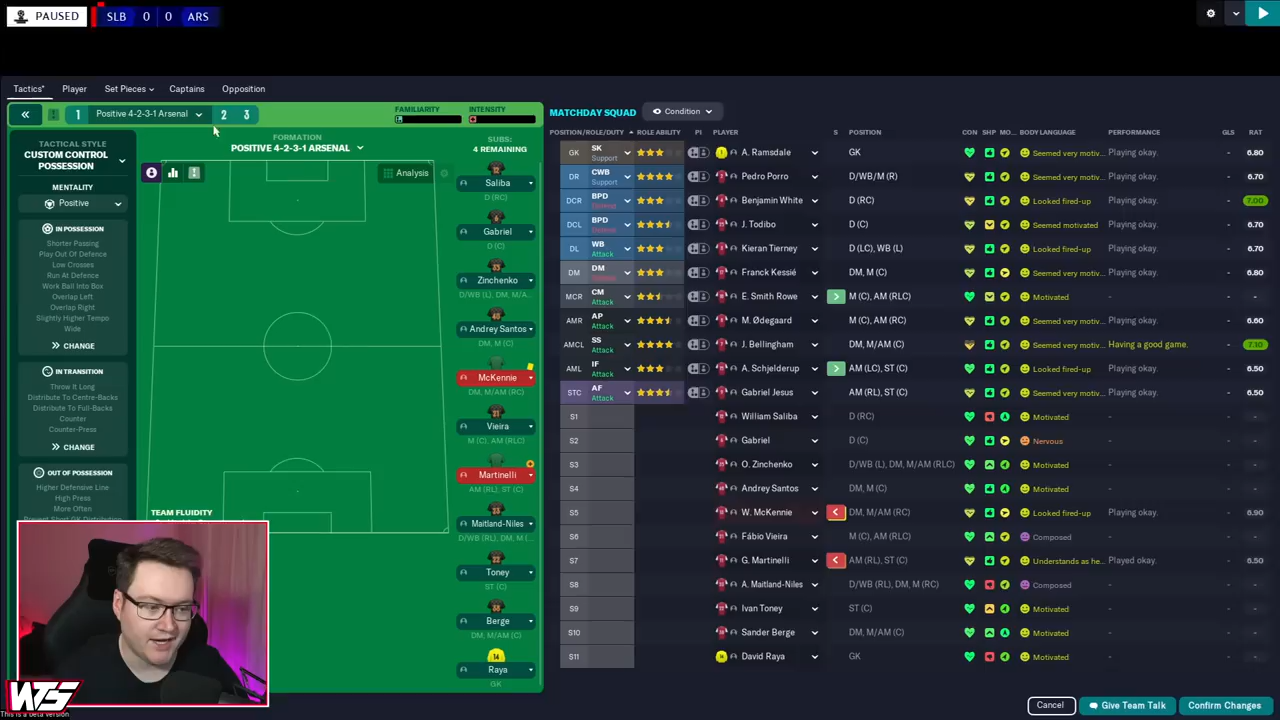 PAUSED SLB 0 0 ARS
Tactics* Player Set Pieces Captains Opposition
1 Positive 4-2-3-1 Arsenal 2 3
FAMILIARITY INTENSITY
TACTICAL STYLE
CUSTOM CONTROL
POSSESSION
MENTALITY
Positive
IN POSSESSION
Shorter Passing
Play Out Of Defence
Low Crosses
Run At Defence
Work Ball Into Box
Overlap Left
Overlap Right
Slightly Higher Tempo
Wide
CHANGE
IN TRANSITION
Throw It Long
Distribute To Centre-Backs
Distribute To Full-Backs
Counter
Counter-Press
CHANGE
OUT OF POSSESSION
Higher Defensive Line
High Press
More Often
FORMATION
POSITIVE 4-2-3-1 ARSENAL
Analysis
TEAM FLUIDITY
SUBS:
4 REMAINING
Saliba
D (RC)
Gabriel
D (C)
Zinchenko
D/WB (L), DM, M/A...
Andrey Santos
DM, M (C)
McKennie
DM, M/AM (RC)
Vieira
M (C), AM (RLC)
Martinelli
AM (RL), ST (C)
Maitland-Niles
D/WB (RL), DM, M (...
Toney
ST (C)
Berge
DM, M/AM (C)
14
Raya
GK
MATCHDAY SQUAD Condition
POSITION/ROLE/DUTY ROLE ABILITY PI PLAYER S POSITION CON SHP MO... BODY LANGUAGE PERFORMANCE GLS RAT
GK SK Support A. Ramsdale GK Seemed very motiv... Playing okay. - 6.80
DR CWB Support Pedro Porro D/WB/M (R) Seemed very motiv... Playing okay. - 6.70
DCR BPD Benjamin White D (RC) Looked fired-up Playing okay. - 7.00
DCL BPD J. Todibo D (C) Seemed motivated Playing okay. - 6.70
DL WB Attack Kieran Tierney D (LC), WB (L) Looked fired-up Playing okay. - 6.70
DM DM Franck Kessié DM, M (C) Seemed very motiv... Playing okay. - 6.80
MCR CM Attack E. Smith Rowe M (C), AM (RLC) Motivated - - -
AMR AP Attack M. Ødegaard M (C), AM (RC) Seemed very motiv... Playing okay. - 6.60
AMCL SS Attack J. Bellingham DM, M/AM (C) Seemed very motiv... Having a good game. - 7.10
AML IF Attack A. Schjelderup AM (LC), ST (C) Looked fired-up Playing okay. - 6.50
STC AF Attack Gabriel Jesus AM (RL), ST (C) Seemed very motiv... Playing okay. - 6.50
S1 William Saliba D (RC) Motivated - - -
S2 Gabriel D (C) Nervous - - -
S3 O. Zinchenko D/WB (L), DM, M/AM (RLC) Motivated - - -
S4 Andrey Santos DM, M (C) Motivated - - -
S5 W. McKennie DM, M/AM (RC) Looked fired-up Playing okay. - 6.90
S6 Fábio Vieira M (C), AM (RLC) Composed - - -
S7 G. Martinelli AM (RL), ST (C) Understands as he... Played okay. - 6.50
S8 A. Maitland-Niles D/WB (RL), DM, M (RC) Composed - - -
S9 Ivan Toney ST (C) Motivated - - -
S10 Sander Berge DM, M/AM (C) Motivated - - -
S11 David Raya GK Motivated - - -
Cancel Give Team Talk Confirm Changes
WTS
This is a beta version